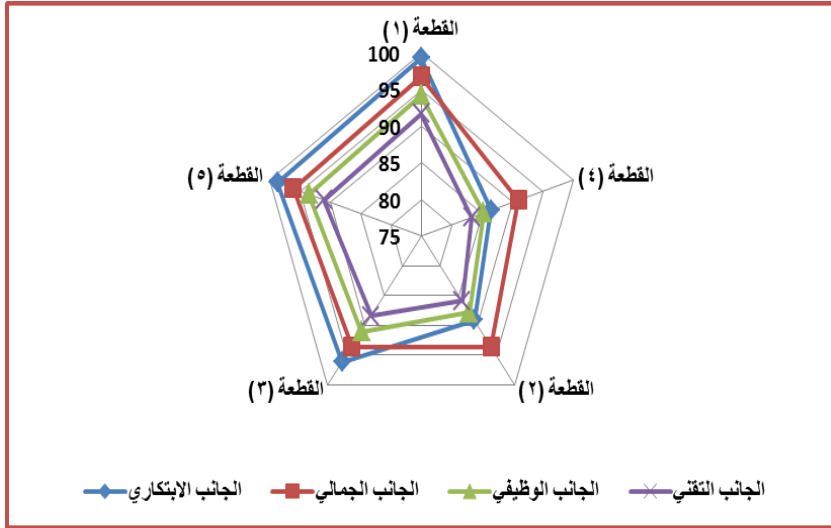 القطعة (١)
100
95
90
85
80
75
القطعة (٤)
القطعة (٢)
القطعة (٣)
القطعة (٥)
الجانب الابتكاري
الجانب الجمالي
الجانب الوظيفي
الجانب التقني